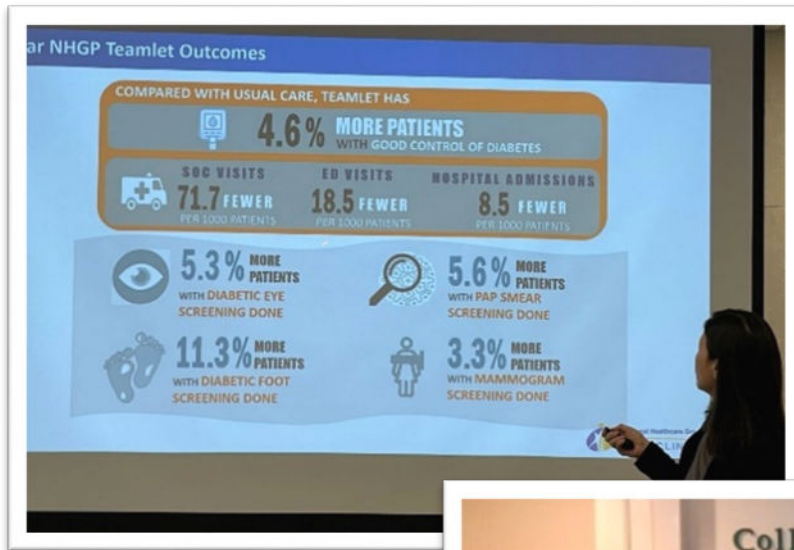 ar NHGP Teamlet Outcomes
COMPARED WITH USUAL CARE, TEAMLET HAS
4.6% MORE PATIENTS
WITH GOOD CONTROL OF DIABETES
SOC VISITS
71.7 FEWER
PER 1000 PATIENTS
ED VISITS
18.5 FEWER
PER 1000 PATIENTS
HOSPITAL ADMISSIONS
8.5 FEWER
PER 1000 PATIENTS
5.3% MORE
PATIENTS
WITH DIABETIC EYE
SCREENING DONE
5.6% MORE
PATIENTS
WITH PAP SMEAR
SCREENING DONE
11.3% MORE
PATIENTS
WITH DIABETIC FOOT
SCREENING DONE
3.3% MORE
PATIENTS
WITH MAMMOGRAM
SCREENING DONE
Healthcare
CLIN
Coll